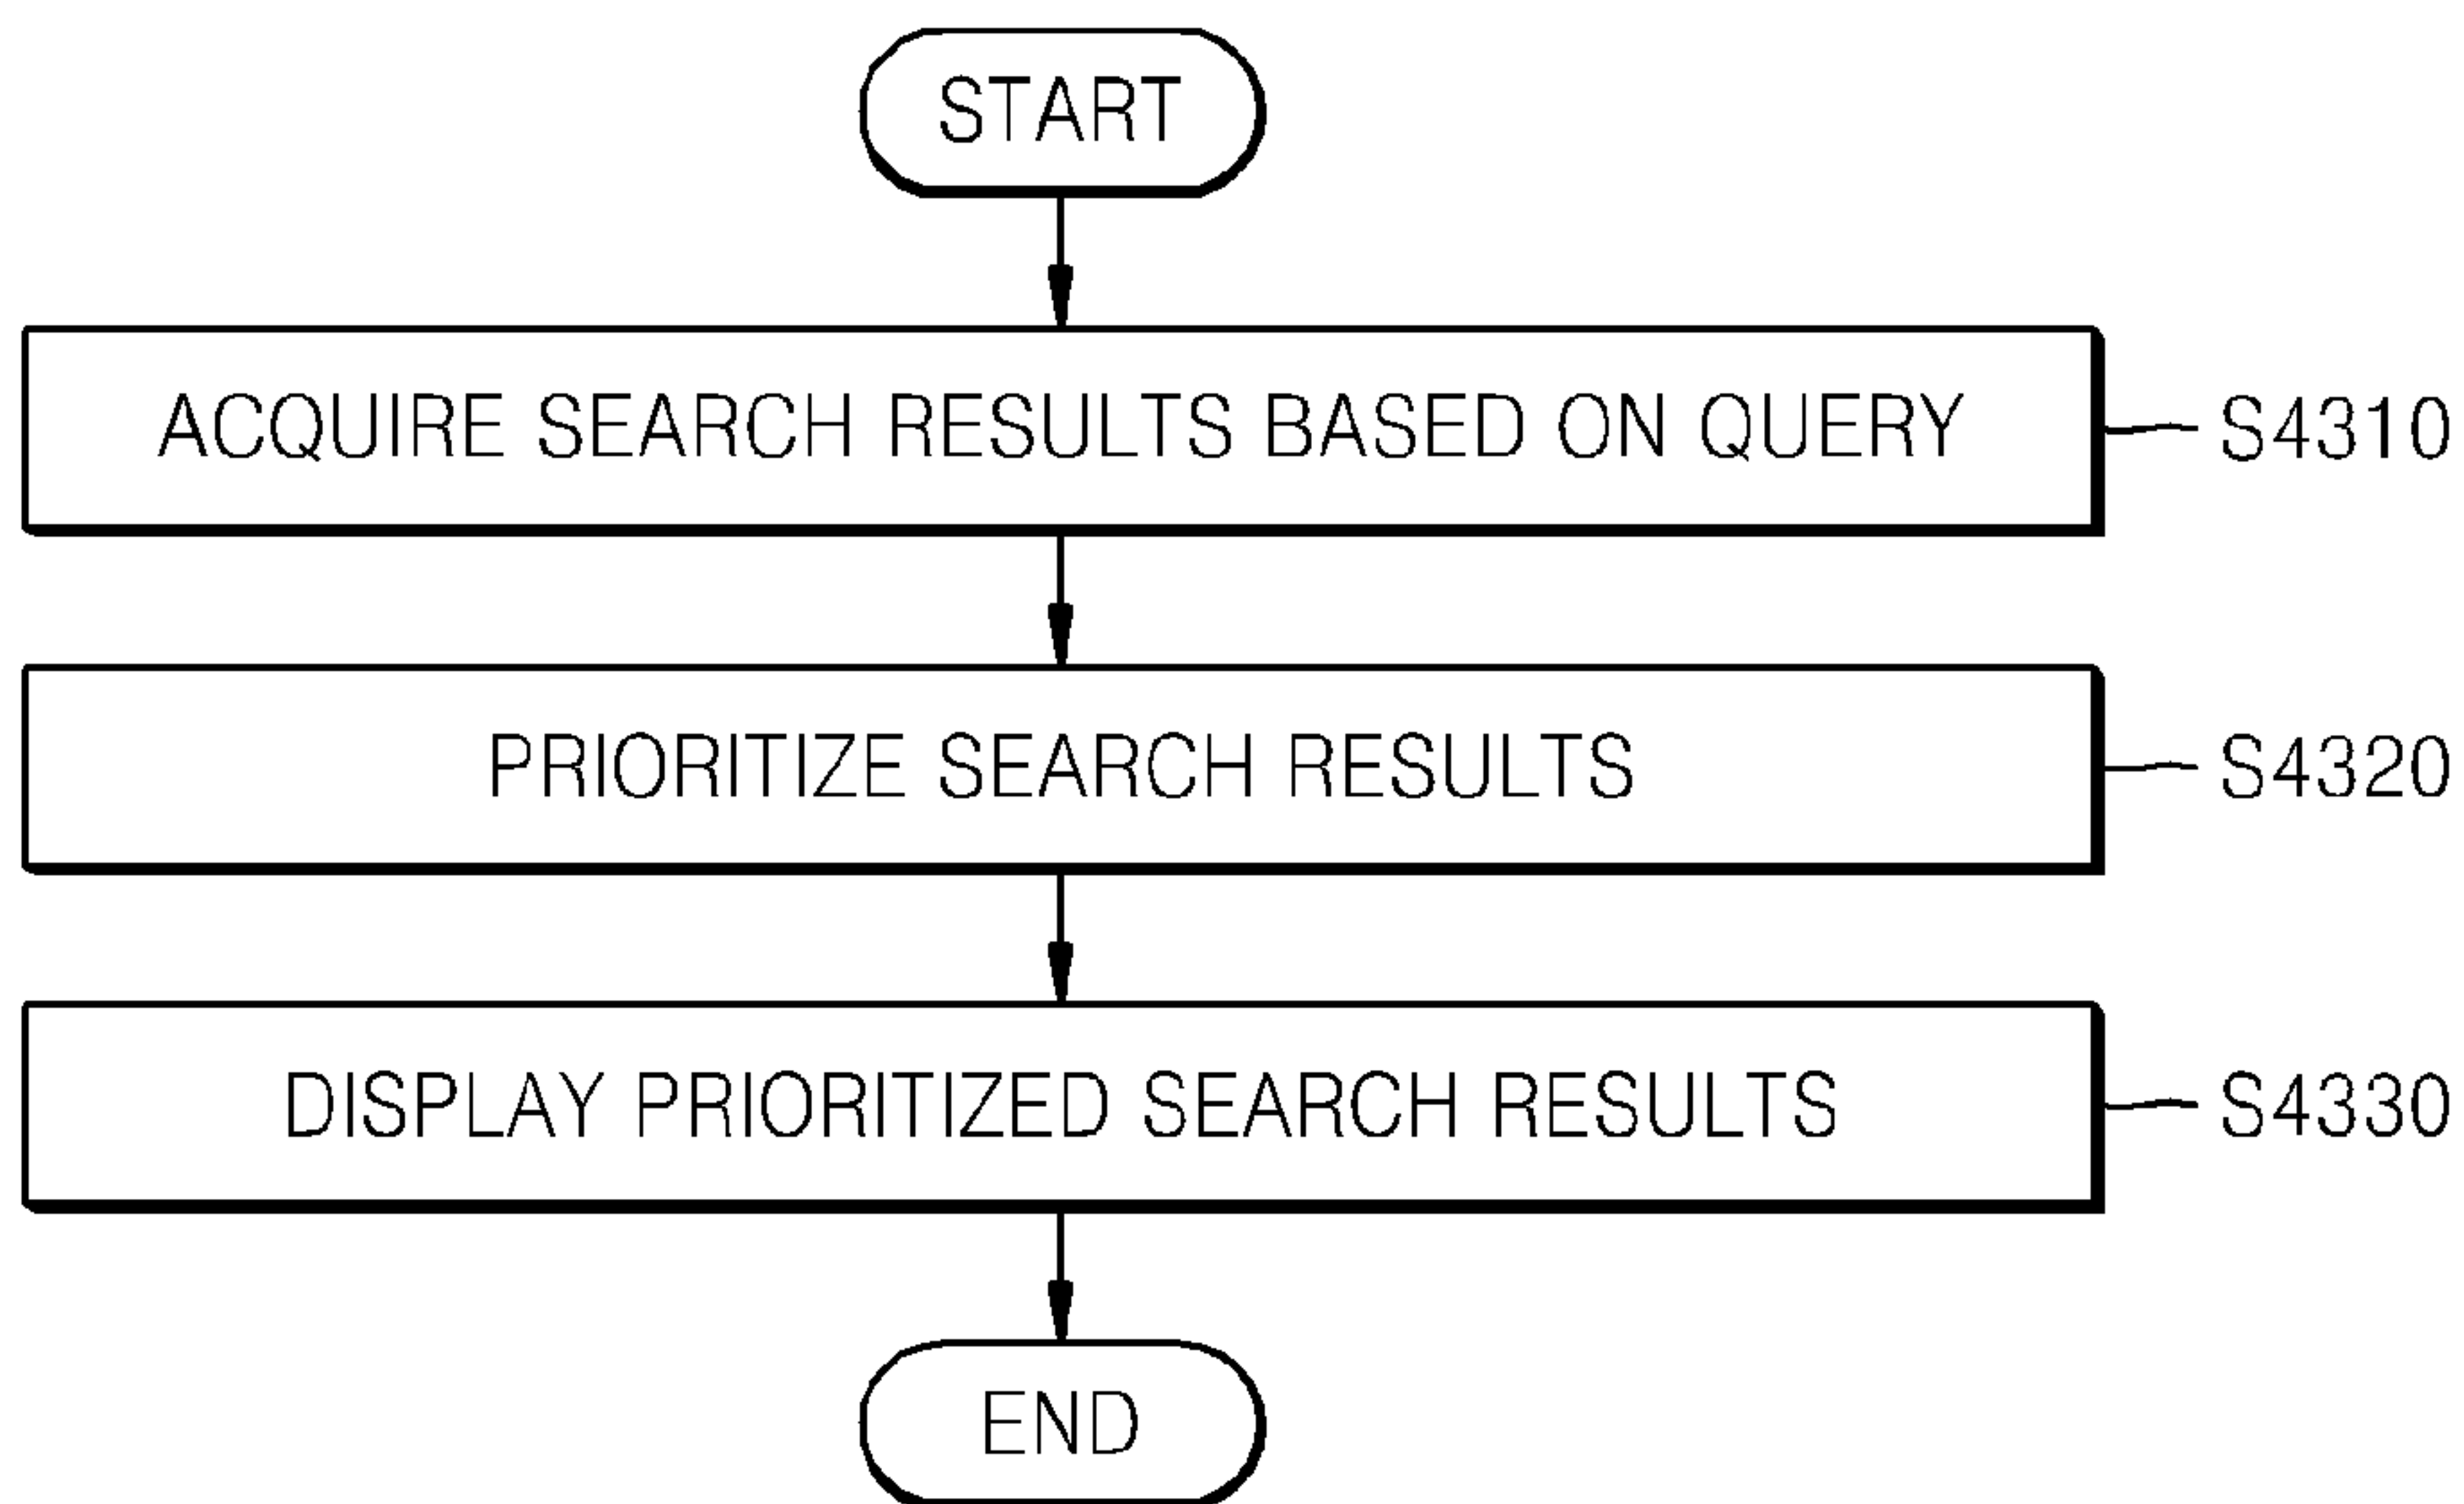 START
ACQUIRE SEARCH RESULTS BASED ON QUERY S4310
PRIORITIZE SEARCH RESULTS S4320
DISPLAY PRIORITIZED SEARCH RESULTS S4330
END